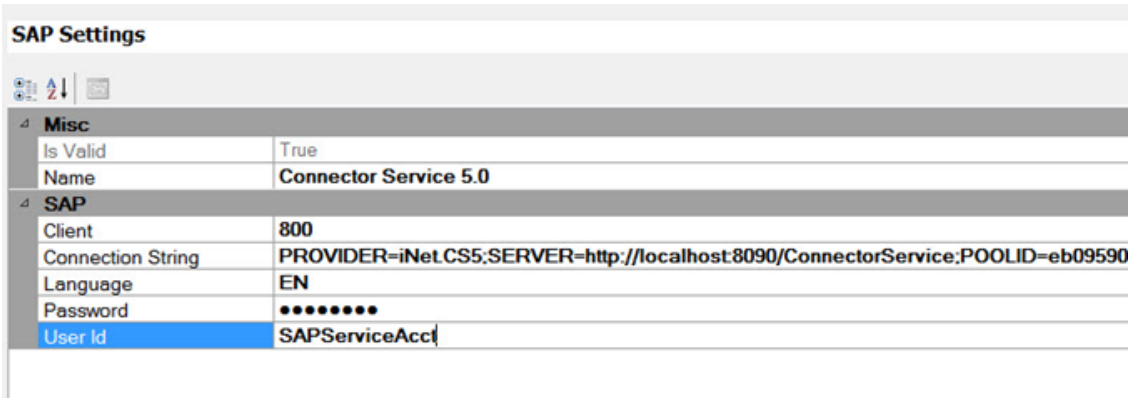 SAP Settings
Misc
Is Valid True
Name Connector Service 5.0
SAP
Client 800
Connection String PROVIDER=iNet.CS5;SERVER=http://localhost:8090/ConnectorService;POOLID=eb09590
Language EN
Password ●●●●●●●●
User Id SAPServiceAcct